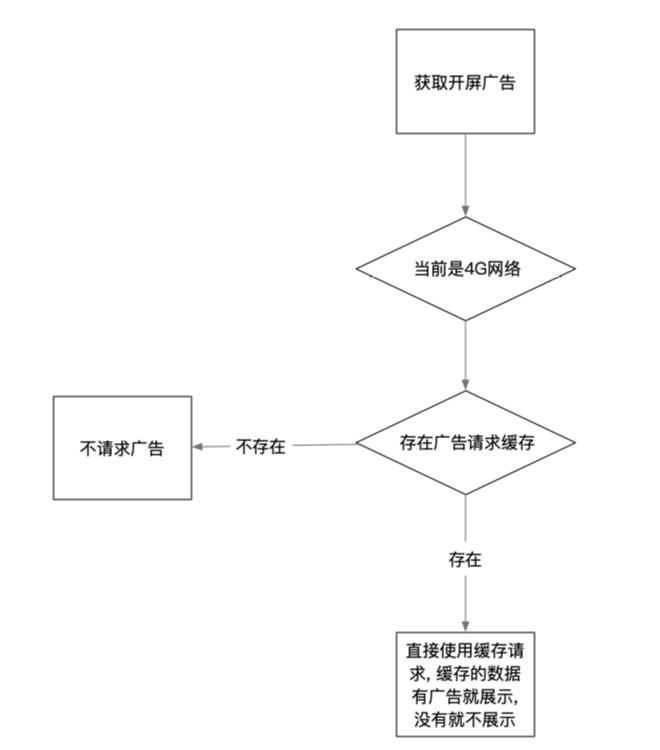 获取开屏广告
当前是4G网络
存在广告请求缓存
不存在
不请求广告
存在
直接使用缓存请
求, 缓存的数据
有广告就展示,
没有就不展示